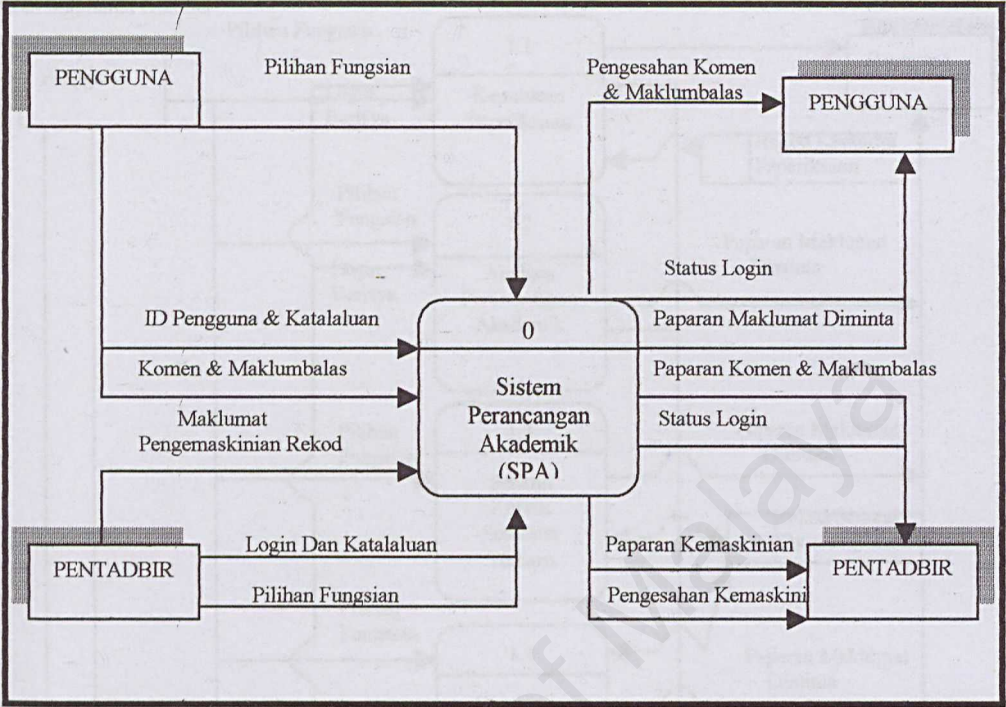 PENGGUNA
Pilihan Fungsian
Pengesahan Komen
& Maklumbalas
PENGGUNA
Status Login
ID Pengguna & Katalaluan
0
Paparan Maklumat Diminta
Komen & Maklumbalas
Paparan Komen & Maklumbalas
Sistem
Perancangan
Akademik
(SPA)
Maklumat
Pengemaskinian Rekod
Status Login
PENTADBIR
Login Dan Katalaluan
Pilihan Fungsian
Paparan Kemaskinian
Pengesahan Kemaskini
PENTADBIR
of Malaya